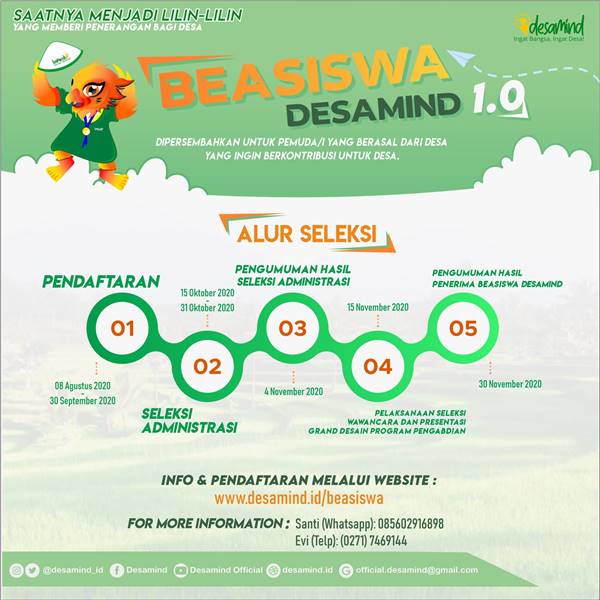 SAATNYA MENJADI LILIN-LILIN
YANG MEMBERI PENERANGAN BAGI DESA
desamind
Ingat Bangsa, Ingat Desa!
BEASISWA
DESAMIND 1.0
DIPERSEMBAHKAN UNTUK PEMUDA/I YANG BERASAL DARI DESA
YANG INGIN BERKONTRIBUSI UNTUK DESA.
ALUR SELEKSI
PENDAFTARAN
01
08 Agustus 2020
-
30 September 2020
15 Oktober 2020
-
31 Oktober 2020
02
SELEKSI
ADMINISTRASI
PENGUMUMAN HASIL
SELEKSI ADMINISTRASI
03
4 November 2020
15 November 2020
04
PELAKSANAAN SELEKSI
WAWANCARA DAN PRESENTASI
GRAND DESAIN PROGRAM PENGABDIAN
PENGUMUMAN HASIL
PENERIMA BEASISWA DESAMIND
05
30 November 2020
INFO & PENDAFTARAN MELALUI WEBSITE :
www.desamind.id/beasiswa
FOR MORE INFORMATION : Santi (Whatsapp): 085602916898
Evi (Telp): (0271) 7469144
@desamind_id Desamind Desamind Official desamind.id official.desamind@gmail.com